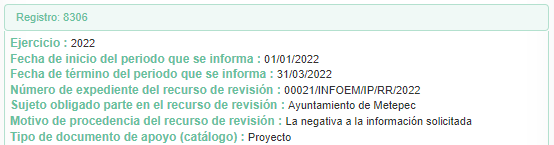 Registro: 8306
Ejercicio : 2022
Fecha de inicio del periodo que se informa : 01/01/2022
Fecha de término del periodo que se informa : 31/03/2022
Número de expediente del recurso de revisión : 00021/INFOEM/IP/RR/2022
Sujeto obligado parte en el recurso de revisión : Ayuntamiento de Metepec
Motivo de procedencia del recurso de revisión : La negativa a la información solicitada
Tipo de documento de apoyo (catálogo) : Proyecto